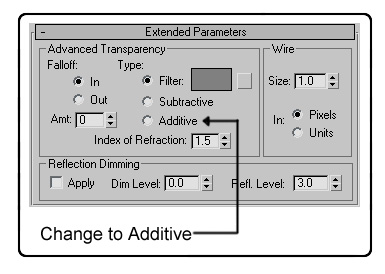 - Extended Parameters
Advanced Transparency
Wire
Falloff: Type:
In Filter:
Size: 1.0
Out Subtractive
In: Pixels
Amt: 0 Additive
Units
Index of Refraction: 1.5
Reflection Dimming
Apply Dim Level: 0.0 Refl. Level: 3.0
Change to Additive